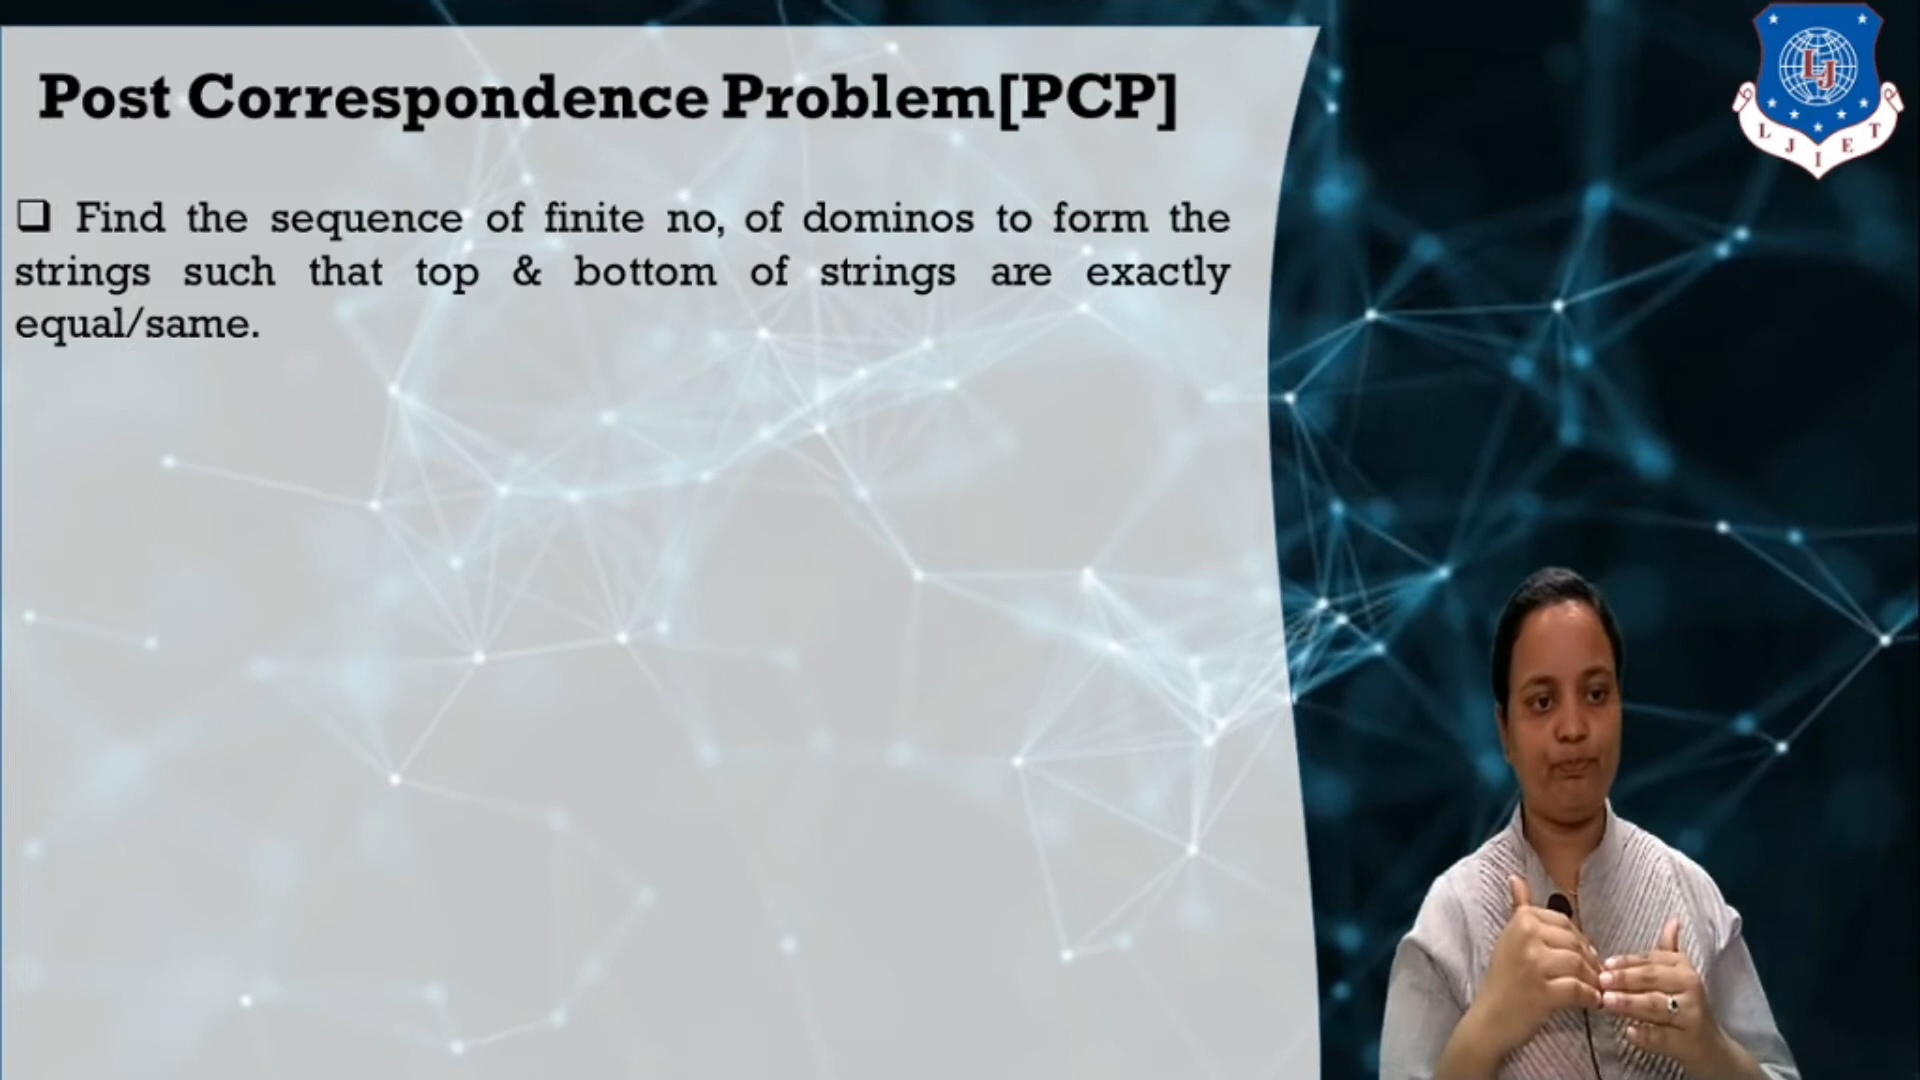 Post Correspondence Problem[PCP]
❑ Find the sequence of finite no, of dominos to form the
strings such that top & bottom of strings are exactly
equal/same.
LJ
L J I E T